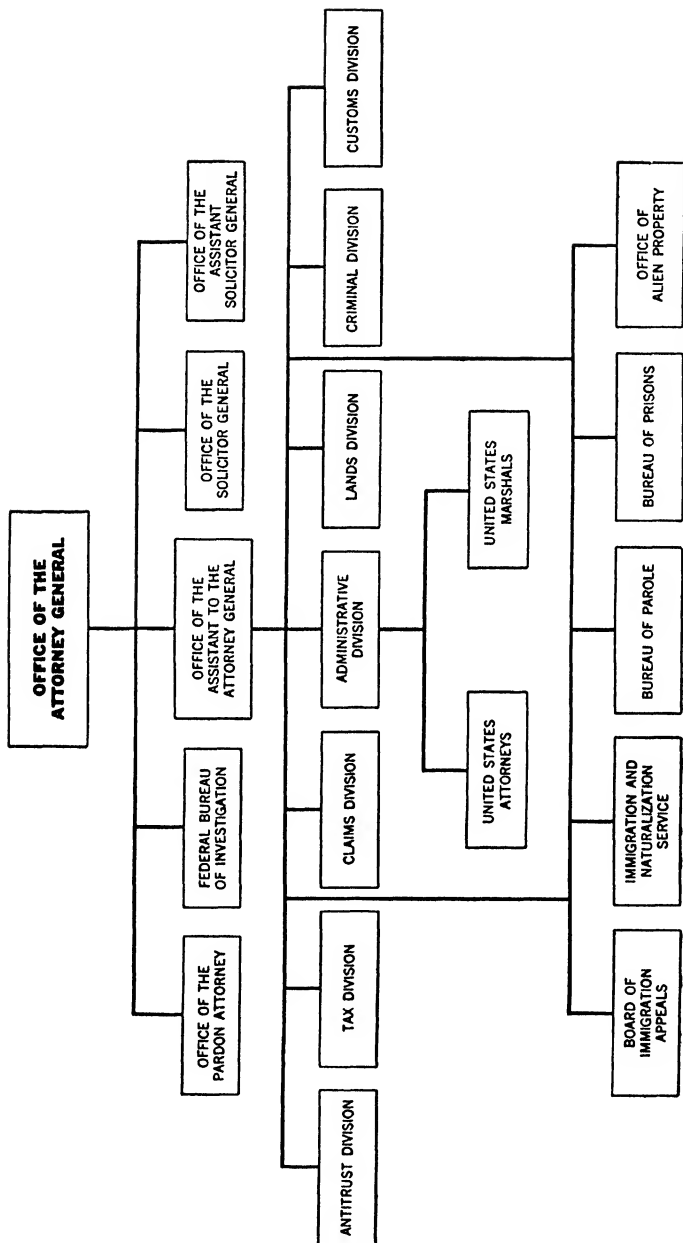 OFFICE OF THE
ATTORNEY GENERAL
OFFICE OF THE
PARDON ATTORNEY
FEDERAL BUREAU
OF INVESTIGATION
OFFICE OF THE
ASSISTANT TO THE
ATTORNEY GENERAL
OFFICE OF THE
SOLICITOR GENERAL
OFFICE OF THE
ASSISTANT
SOLICITOR GENERAL
ANTITRUST DIVISION
TAX DIVISION
CLAIMS DIVISION
ADMINISTRATIVE
DIVISION
LANDS DIVISION
CRIMINAL DIVISION
CUSTOMS DIVISION
UNITED STATES
ATTORNEYS
UNITED STATES
MARSHALS
BOARD OF
IMMIGRATION
APPEALS
IMMIGRATION AND
NATURALIZATION
SERVICE
BUREAU OF PAROLE
BUREAU OF PRISONS
OFFICE OF
ALIEN PROPERTY